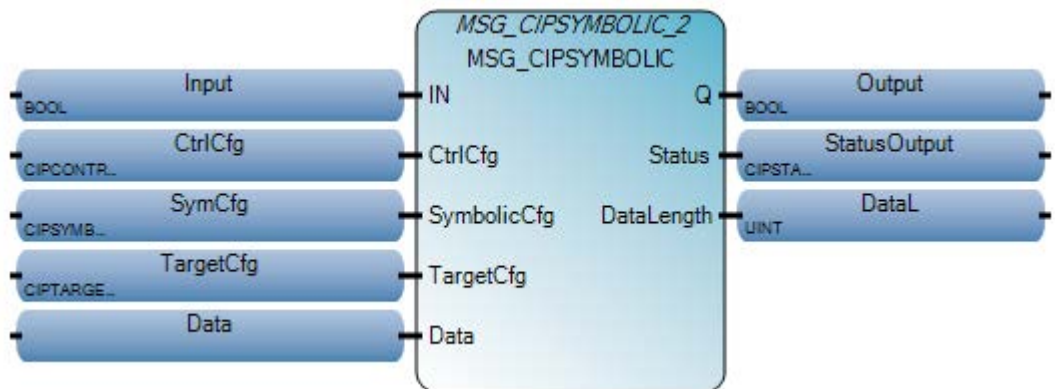 MSG_CIPSYMBOLIC_2
MSG_CIPSYMBOLIC
Input
BOOL
IN
Q
Output
BOOL
CtrlCfg
CIPCONTR...
CtrlCfg
Status
StatusOutput
CIPSTA...
SymCfg
CIPSYMB...
SymbolicCfg
DataLength
DataL
UINT
TargetCfg
CIPTARGE...
TargetCfg
Data
Data